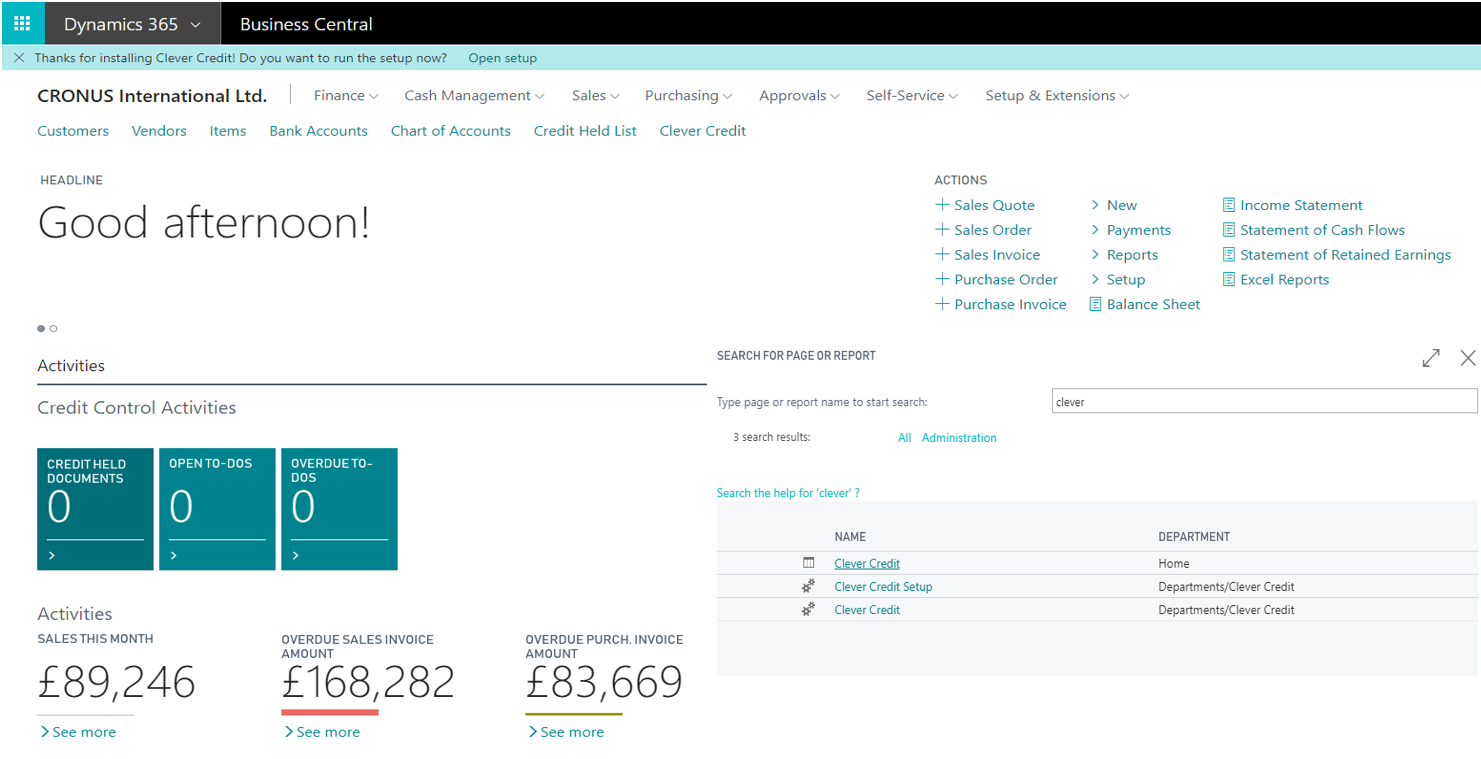 Dynamics 365 Business Central
Thanks for installing Clever Credit! Do you want to run the setup now? Open setup
CRONUS International Ltd. Finance Cash Management Sales Purchasing Approvals Self-Service Setup & Extensions
Customers Vendors Items Bank Accounts Chart of Accounts Credit Held List Clever Credit
HEADLINE
Good afternoon!
ACTIONS
Sales Quote New Income Statement
Sales Order Payments Statement of Cash Flows
Sales Invoice Reports Statement of Retained Earnings
Purchase Order Setup Excel Reports
Purchase Invoice Balance Sheet
Activities
Credit Control Activities
CREDIT HELD
DOCUMENTS
0
OPEN TO-DOS
0
OVERDUE TO-
DOS
0
Activities
SALES THIS MONTH
£89,246
See more
OVERDUE SALES INVOICE
AMOUNT
£168,282
See more
OVERDUE PURCH. INVOICE
AMOUNT
£83,669
See more
SEARCH FOR PAGE OR REPORT
Type page or report name to start search: clever
3 search results: All Administration
Search the help for 'clever' ?
NAME DEPARTMENT
Clever Credit Home
Clever Credit Setup Departments/Clever Credit
Clever Credit Departments/Clever Credit